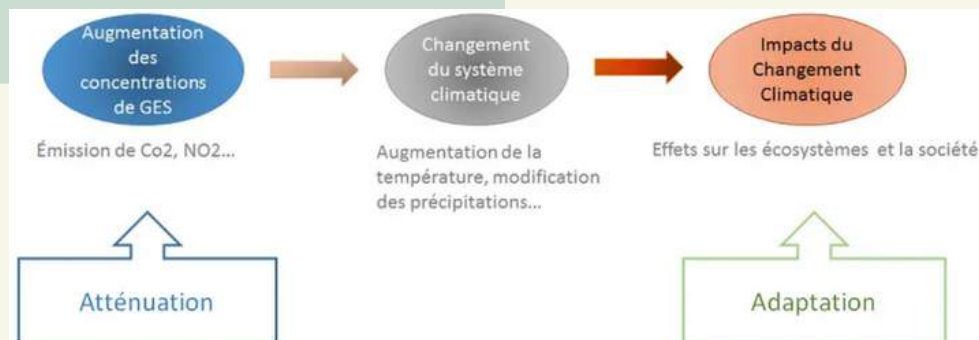 Augmentation
des
concentrations
de GES
Changement
du système
climatique
Impacts du
Changement
Climatique
Émission de Co2, NO2...
Augmentation de la
température, modification
des précipitations...
Effets sur les écosystèmes et la société
Atténuation
Adaptation